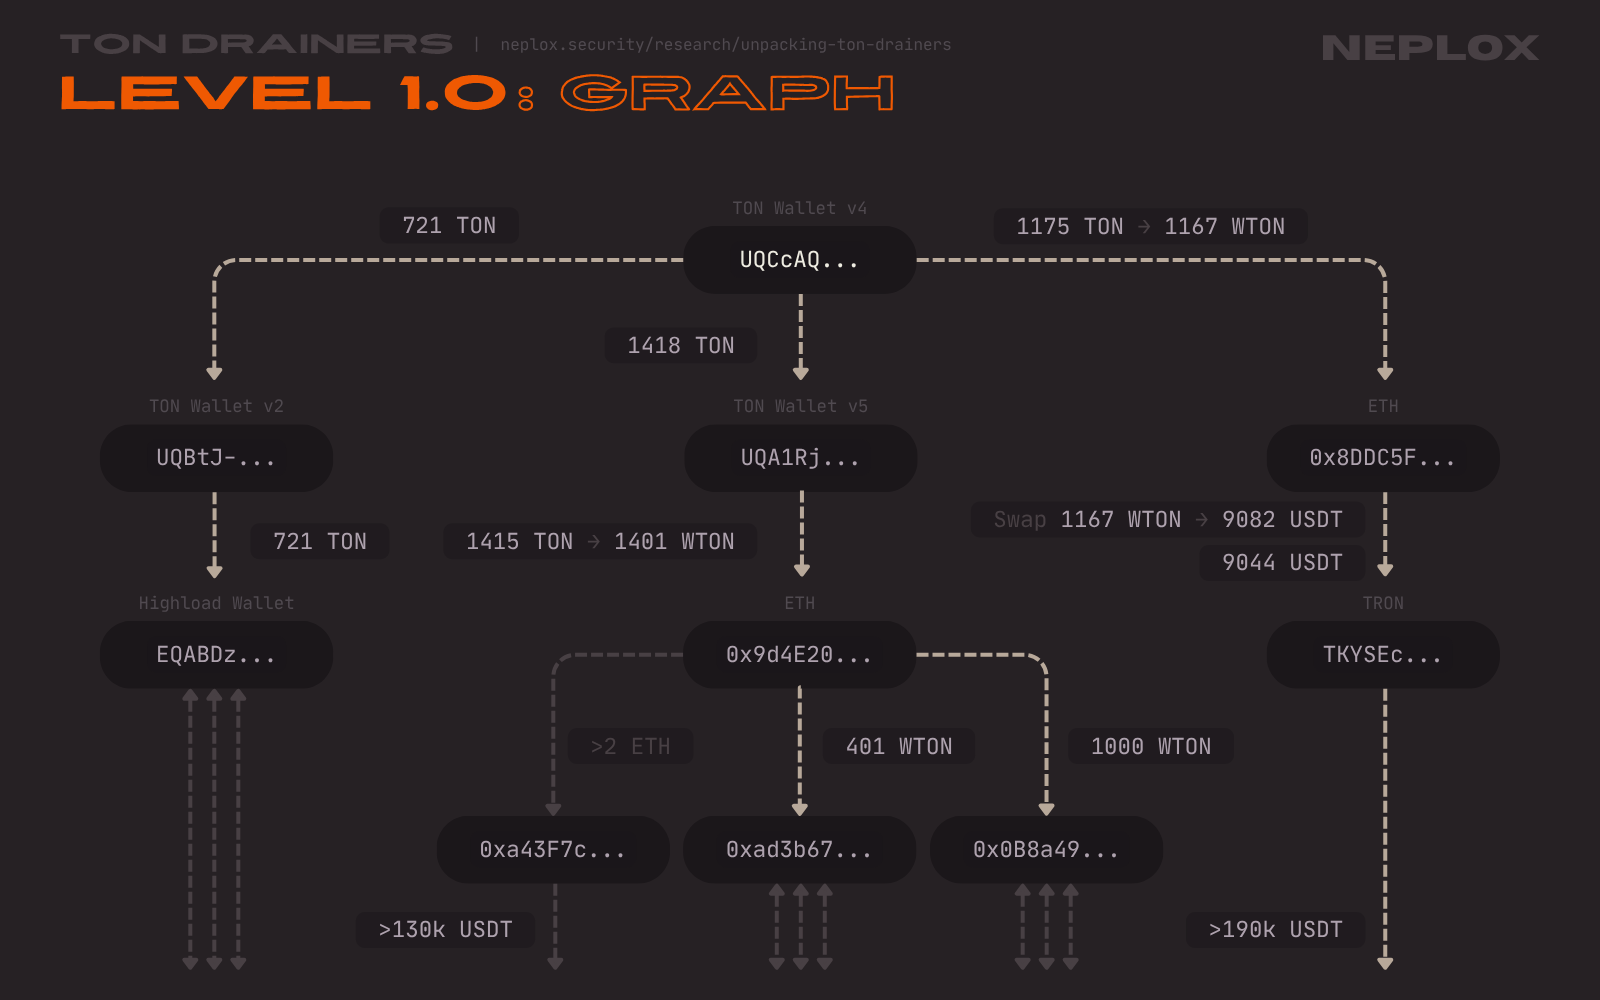 TON DRAINERS | neplox.security/research/unpacking-ton-drainers
NEPLOX
LEVEL 1.0: GRAPH
TON Wallet v4
721 TON
1175 TON → 1167 WTON
UQCcAQ...
1418 TON
TON Wallet v2
TON Wallet v5
ETH
UQBtJ-...
UQA1Rj...
0x8DDC5F...
Swap 1167 WTON → 9082 USDT
721 TON
1415 TON → 1401 WTON
9044 USDT
Highload Wallet
ETH
TRON
EQABDz...
0x9d4E20...
TKYSEc...
>2 ETH
401 WTON
1000 WTON
0xa43F7c...
0xad3b67...
0x0B8a49...
>130k USDT
>190k USDT